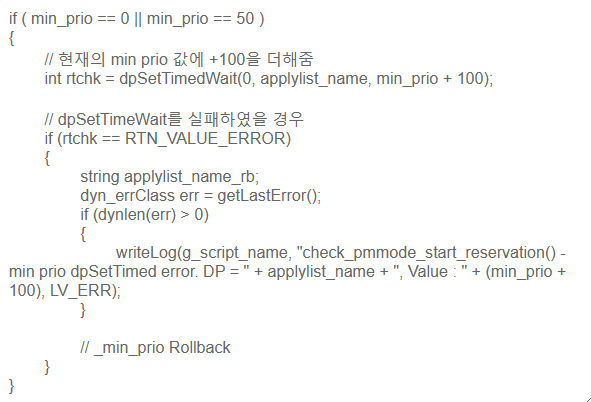 if ( min_prio == 0 || min_prio == 50 )
{
// 현재의 min prio 값에 +100을 더해줌
int rtchk = dpSetTimedWait(0, applylist_name, min_prio + 100);
// dpSetTimeWait를 실패하였을 경우
if (rtchk == RTN_VALUE_ERROR)
{
string applylist_name_rb;
dyn_errClass err = getLastError();
if (dynlen(err) > 0)
{
writeLog(g_script_name, "check_pmmode_start_reservation() -
min prio dpSetTimed error. DP = " + applylist_name + ", Value : " + (min_prio +
100), LV_ERR);
}
// _min_prio Rollback
}
}